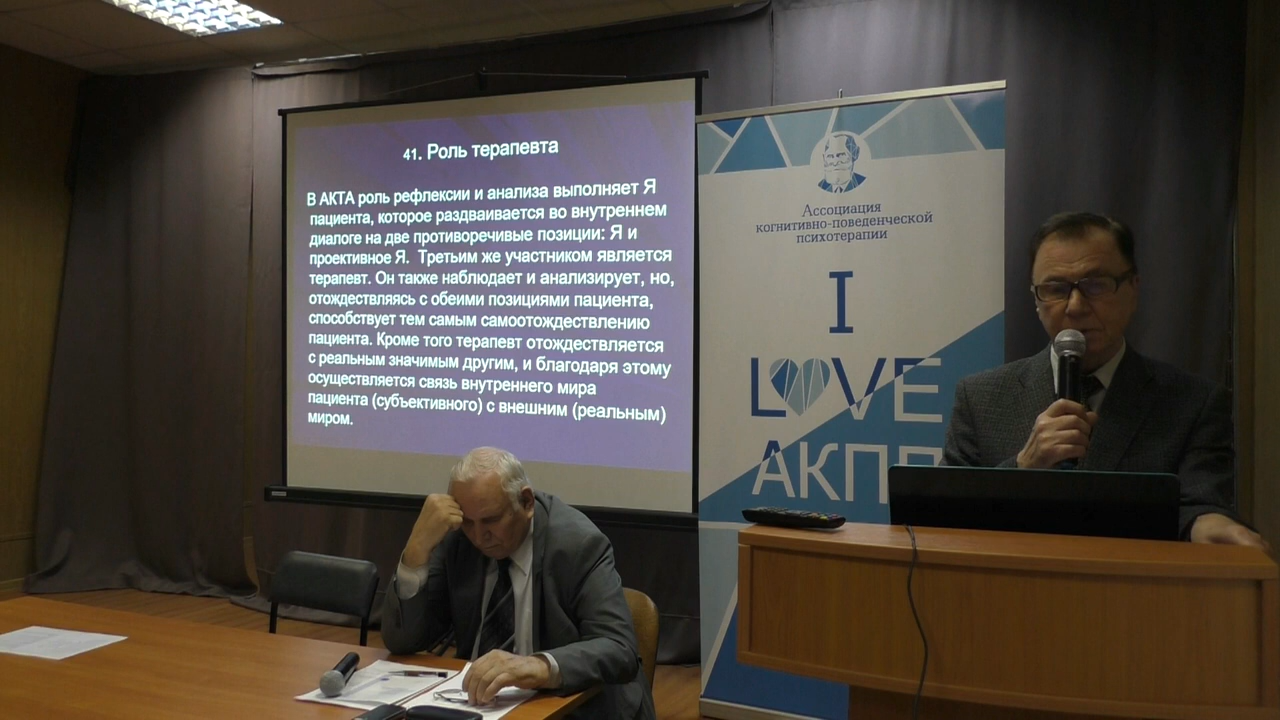 41. Роль терапевта
В АКТА роль рефлексии и анализа выполняет Я
пациента, которое раздваивается во внутреннем
диалоге на две противоречивые позиции: Я и
проективное Я. Третьим же участником является
терапевт. Он также наблюдает и анализирует, но,
отождествляясь с обеими позициями пациента,
способствует тем самым самоотождествлению
пациента. Кроме того терапевт отождествляется
с реальным значимым другим, и благодаря этому
осуществляется связь внутреннего мира
пациента (субъективного) с внешним (реальным)
миром.
Ассоциация
когнитивно-поведенческой
психотерапии
I
LOVE
АКПП